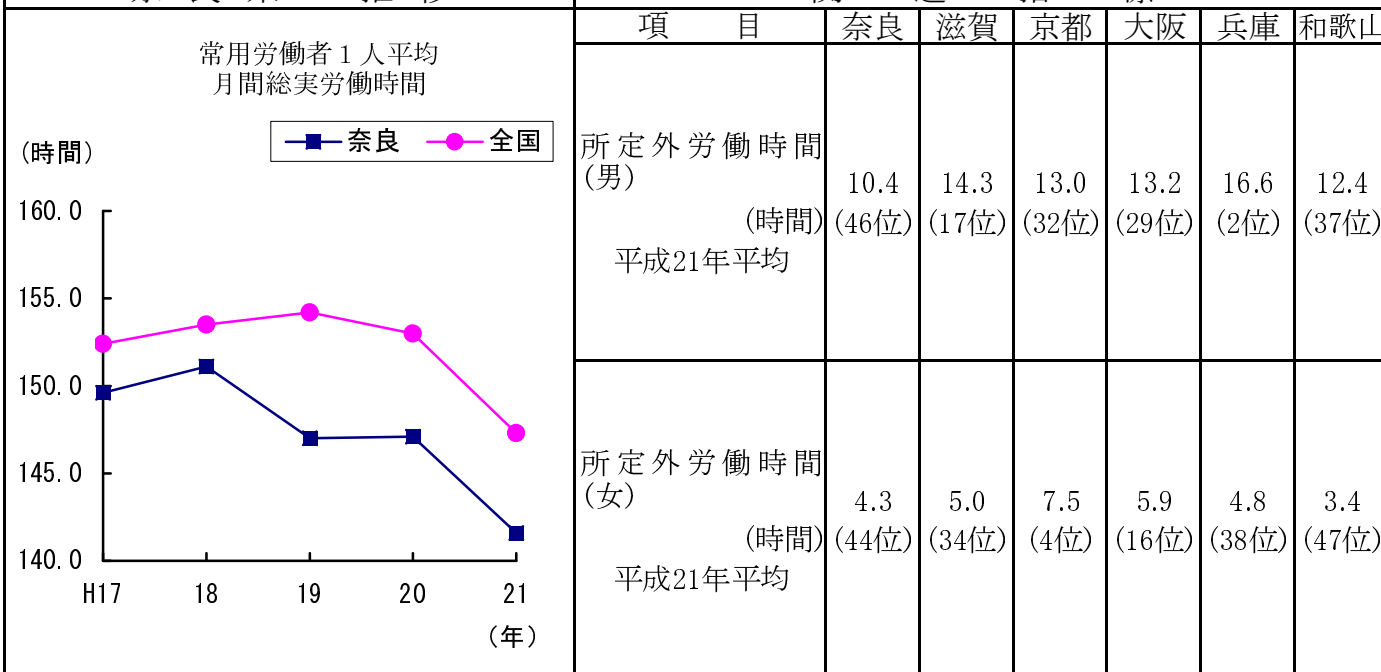 常用労働者1人平均
月間総実労働時間
奈良 全国
(時間)
160.0
155.0
150.0
145.0
140.0
H17 18 19 20 21
(年)
項 目 奈良 滋賀 京都 大阪 兵庫 和歌山
所定外労働時間
(男)
10.4 14.3 13.0 13.2 16.6 12.4
(時間) (46位) (17位) (32位) (29位) (2位) (37位)
平成21年平均
所定外労働時間
(女)
4.3 5.0 7.5 5.9 4.8 3.4
(時間) (44位) (34位) (4位) (16位) (38位) (47位)
平成21年平均